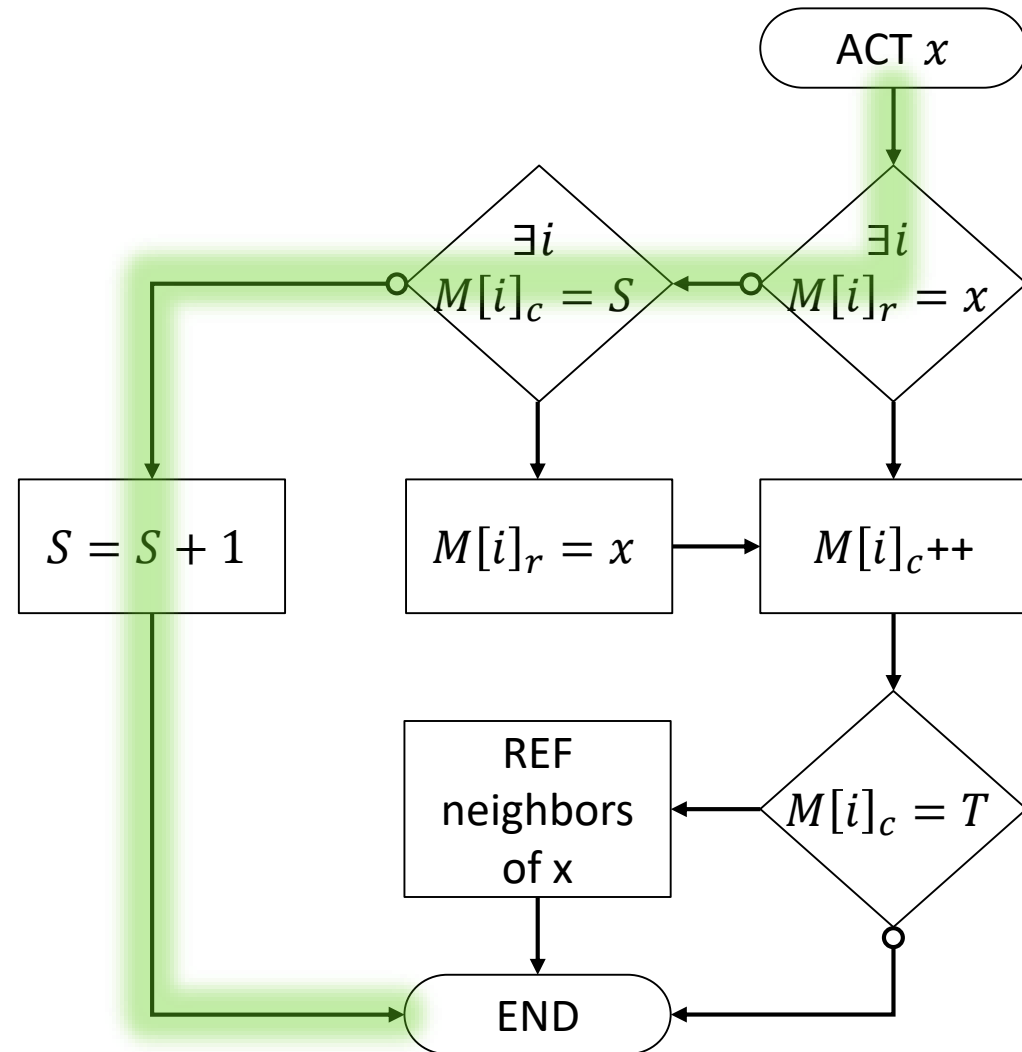 ACT x
∃i
M[i]_c = S
∃i
M[i]_r = x
S = S + 1
M[i]_r = x
M[i]_c++
REF
neighbors
of x
M[i]_c = T
END